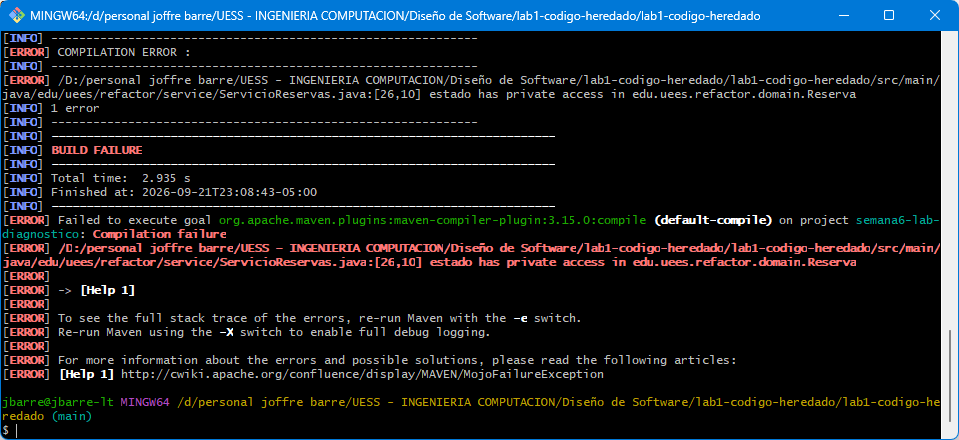 MINGW64:/d/personal joffre barre/UESS - INGENIERIA COMPUTACION/Diseño de Software/lab1-codigo-heredado/lab1-codigo-heredado
[INFO] -------------------------------------------------------------
[ERROR] COMPILATION ERROR :
[INFO] -------------------------------------------------------------
[ERROR] /D:/personal joffre barre/UESS - INGENIERIA COMPUTACION/Diseño de Software/lab1-codigo-heredado/lab1-codigo-heredado/src/main/
java/edu/uees/refactor/service/ServicioReservas.java:[26,10] estado has private access in edu.uees.refactor.domain.Reserva
[INFO] 1 error
[INFO] -------------------------------------------------------------
[INFO] ------------------------------------------------------------------------
[INFO] BUILD FAILURE
[INFO] ------------------------------------------------------------------------
[INFO] Total time:  2.935 s
[INFO] Finished at: 2026-09-21T23:08:43-05:00
[INFO] ------------------------------------------------------------------------
[ERROR] Failed to execute goal org.apache.maven.plugins:maven-compiler-plugin:3.15.0:compile (default-compile) on project semana6-lab-
diagnostico: Compilation failure
[ERROR] /D:/personal joffre barre/UESS - INGENIERIA COMPUTACION/Diseño de Software/lab1-codigo-heredado/lab1-codigo-heredado/src/main/
java/edu/uees/refactor/service/ServicioReservas.java:[26,10] estado has private access in edu.uees.refactor.domain.Reserva
[ERROR]
[ERROR] -> [Help 1]
[ERROR]
[ERROR] To see the full stack trace of the errors, re-run Maven with the -e switch.
[ERROR] Re-run Maven using the -X switch to enable full debug logging.
[ERROR]
[ERROR] For more information about the errors and possible solutions, please read the following articles:
[ERROR] [Help 1] http://cwiki.apache.org/confluence/display/MAVEN/MojoFailureException
jbarre@jbarre-lt MINGW64 /d/personal joffre barre/UESS - INGENIERIA COMPUTACION/Diseño de Software/lab1-codigo-heredado/lab1-codigo-he
redado (main)
$